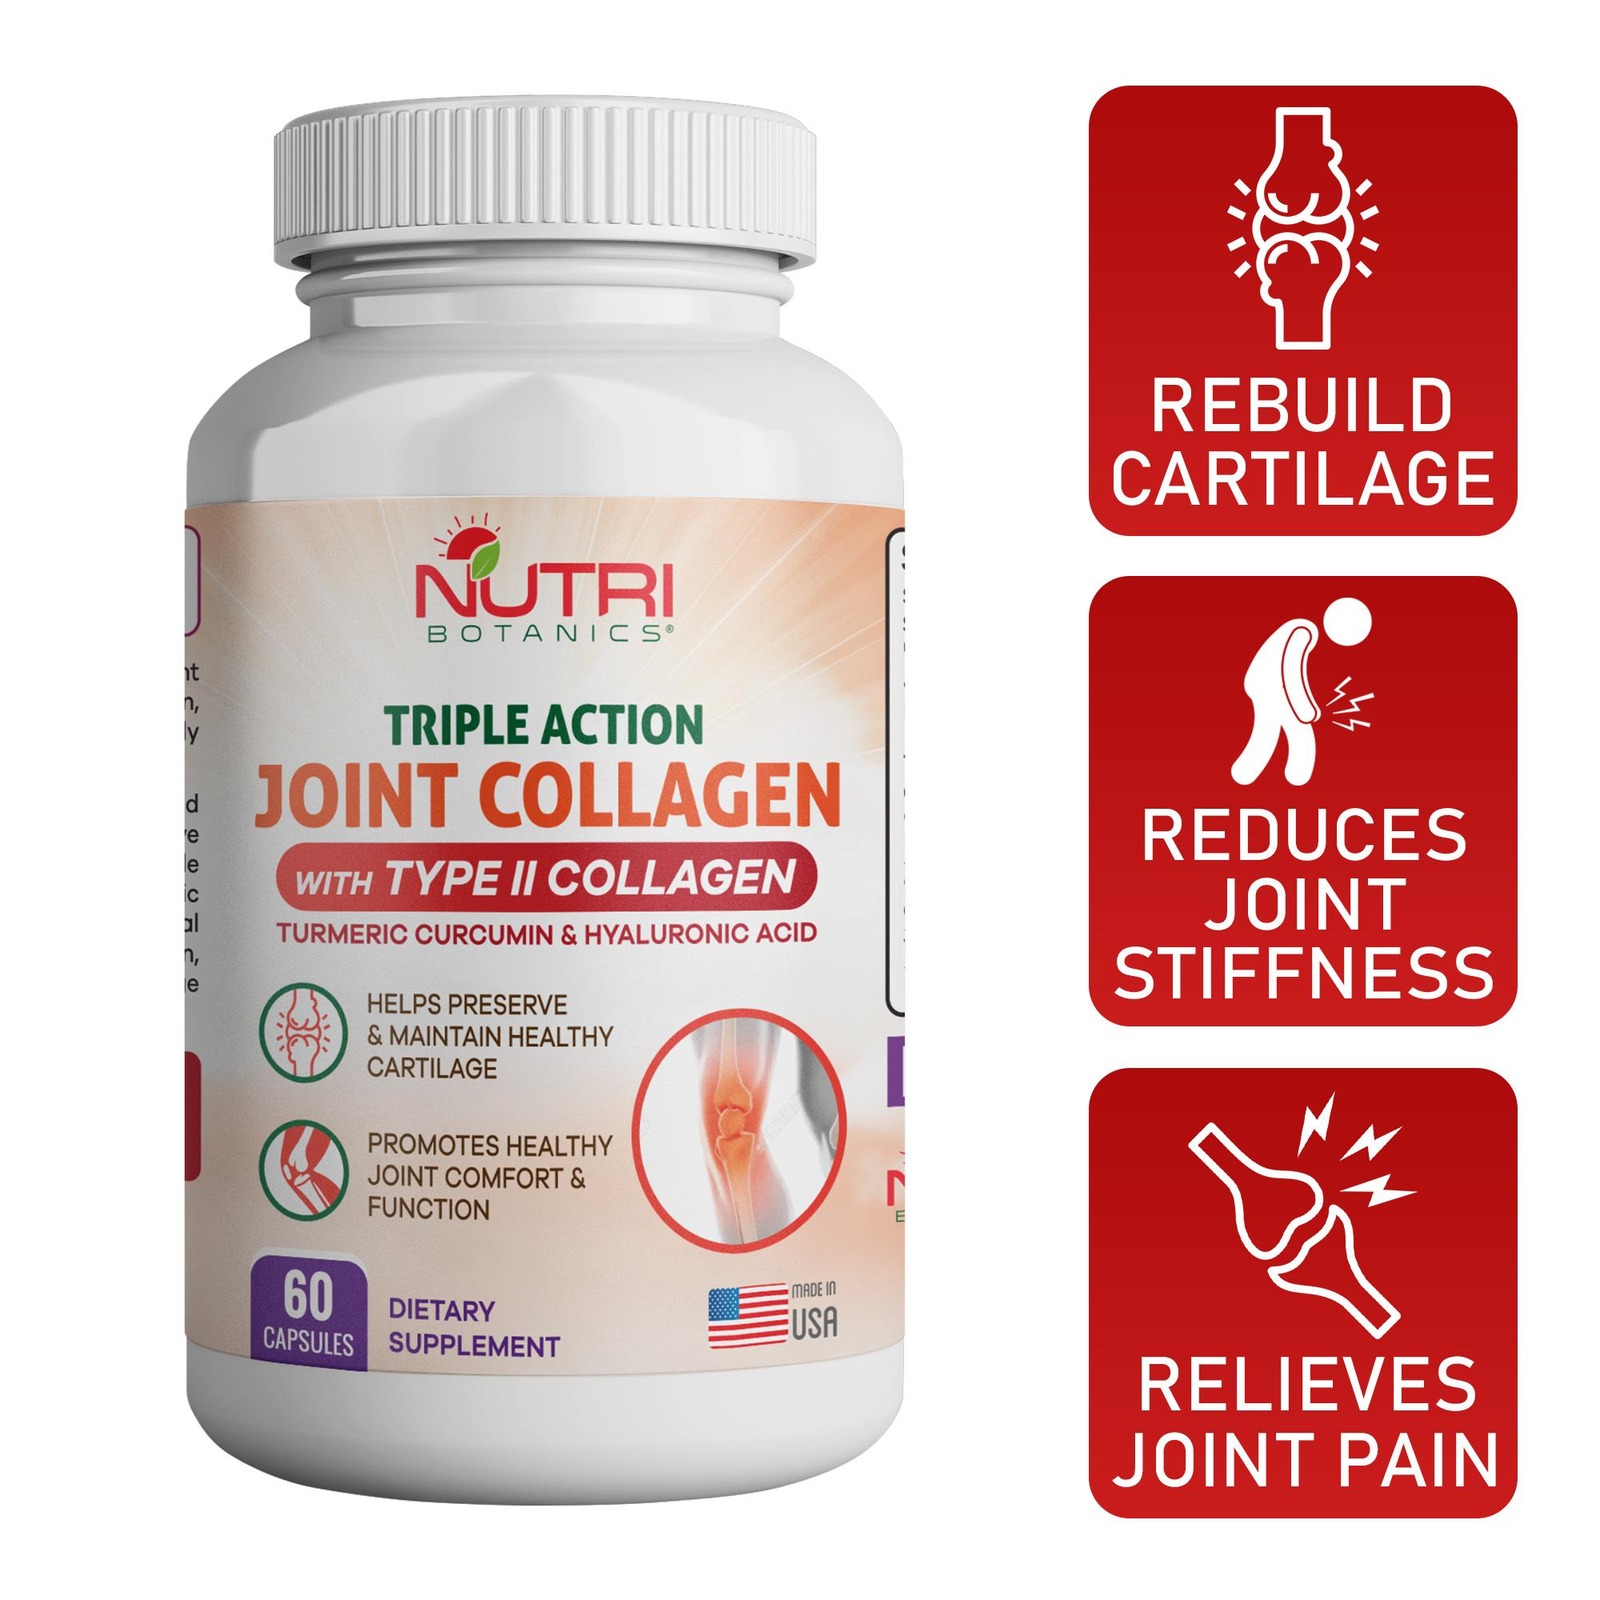 NUTRI
BOTANICS®
TRIPLE ACTION
JOINT COLLAGEN
WITH TYPE II COLLAGEN
TURMERIC CURCUMIN & HYALURONIC ACID
HELPS PRESERVE
& MAINTAIN HEALTHY
CARTILAGE
PROMOTES HEALTHY
JOINT COMFORT &
FUNCTION
60
CAPSULES
DIETARY
SUPPLEMENT
MADE IN
USA
REBUILD
CARTILAGE
REDUCES
JOINT
STIFFNESS
RELIEVES
JOINT PAIN